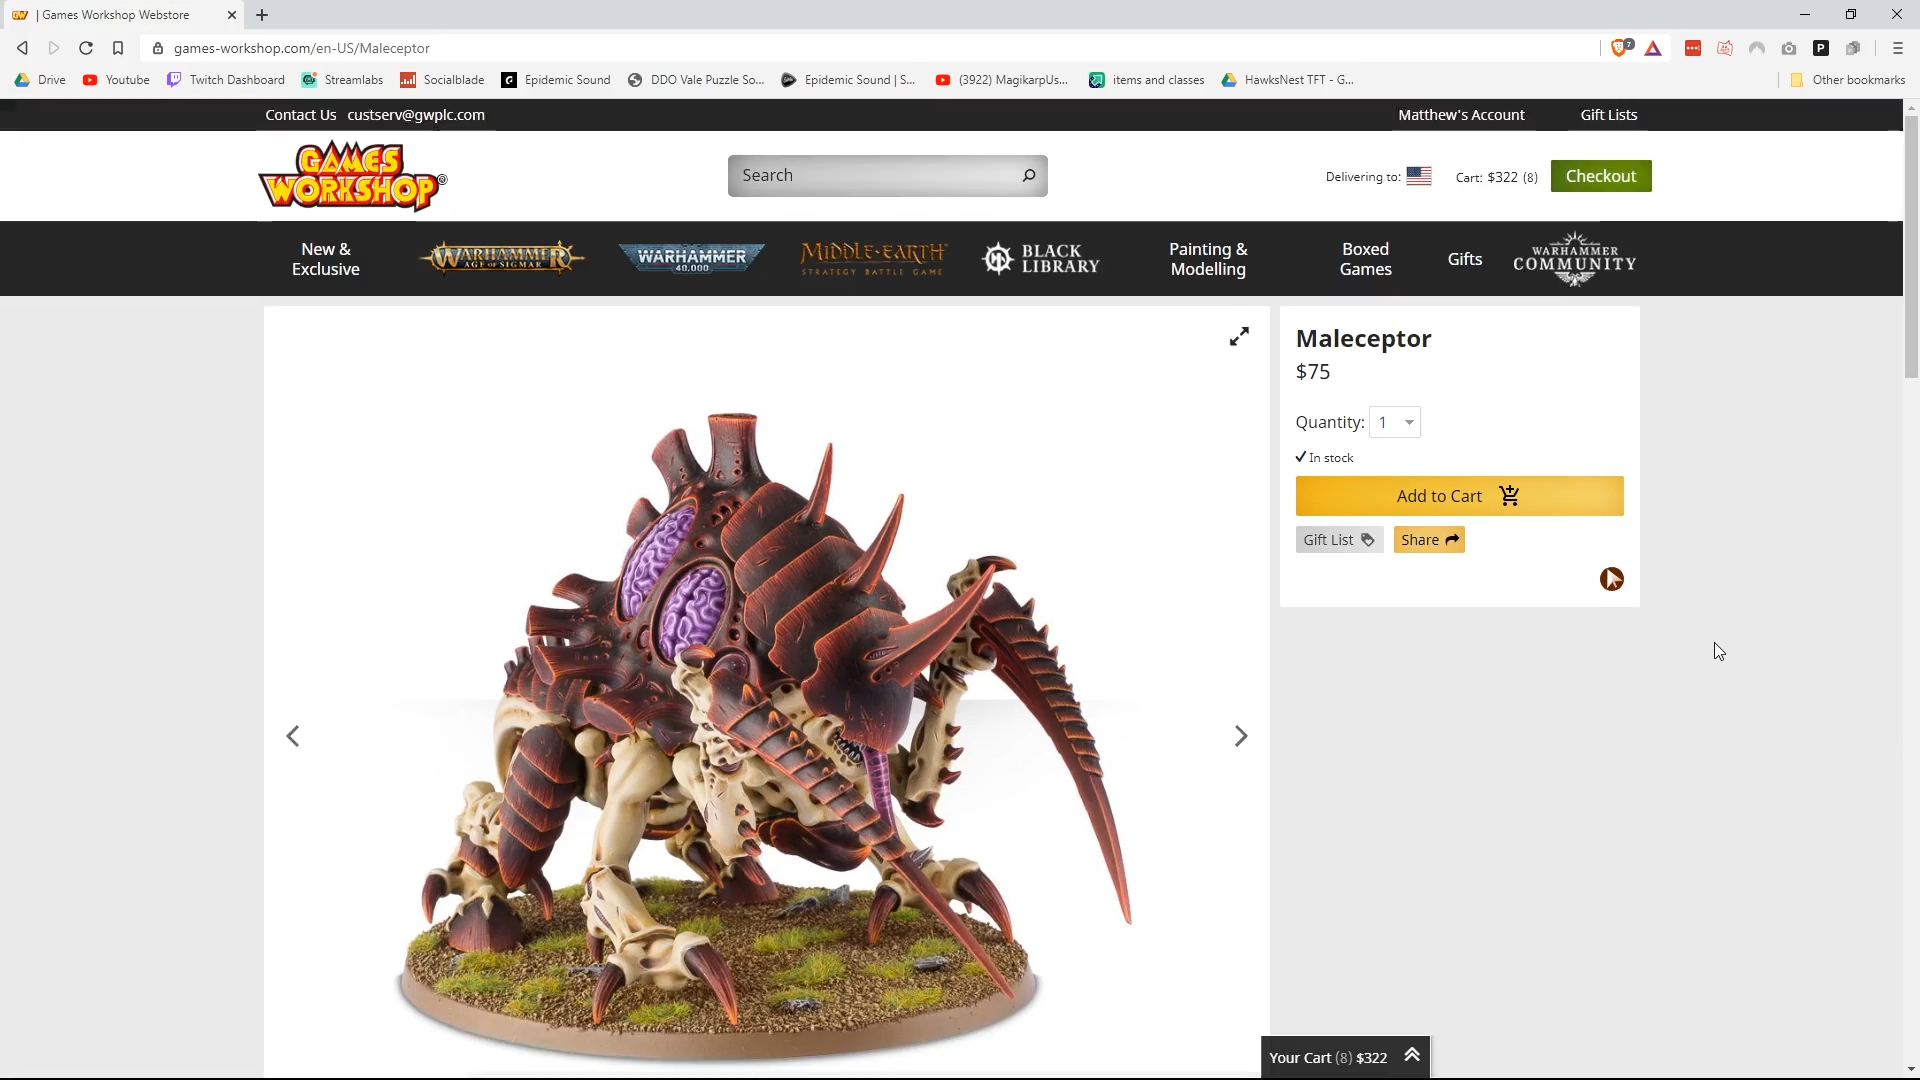 | Games Workshop Webstore
games-workshop.com/en-US/Maleceptor
7
P
Drive
Youtube
Twitch Dashboard
Streamlabs
Socialblade
Epidemic Sound
DDO Vale Puzzle So...
Epidemic Sound | S...
(3922) MagikarpUs...
items and classes
HawksNest TFT - G...
Other bookmarks
Contact Us custserv@gwplc.com
Matthew's Account
Gift Lists
GAMES
WORKSHOP®
Search
Delivering to:
Cart: $322 (8)
Checkout
New &
Exclusive
WARHAMMER
AGE OF SIGMAR
WARHAMMER
40,000
MIDDLE-EARTH
STRATEGY BATTLE GAME
BLACK
LIBRARY
Painting &
Modelling
Boxed
Games
Gifts
WARHAMMER
COMMUNITY
Maleceptor
$75
Quantity: 1
In stock
Add to Cart
Gift List
Share
Your Cart (8) $322